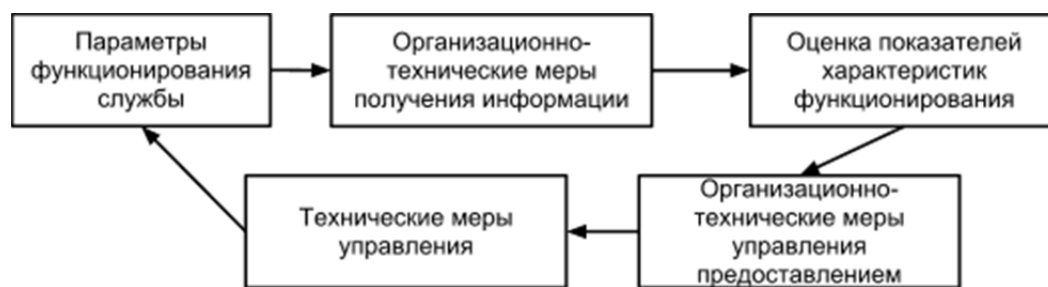 Параметры
функционирования
службы
Организационно-
технические меры
получения информации
Оценка показателей
характеристик
функционирования
Организационно-
технические меры
управления
предоставлением
Технические меры
управления